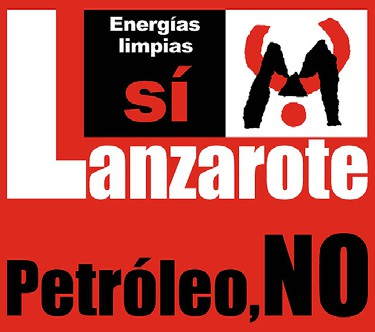 Energías
limpias
sí
Lanzarote
Petróleo, NO